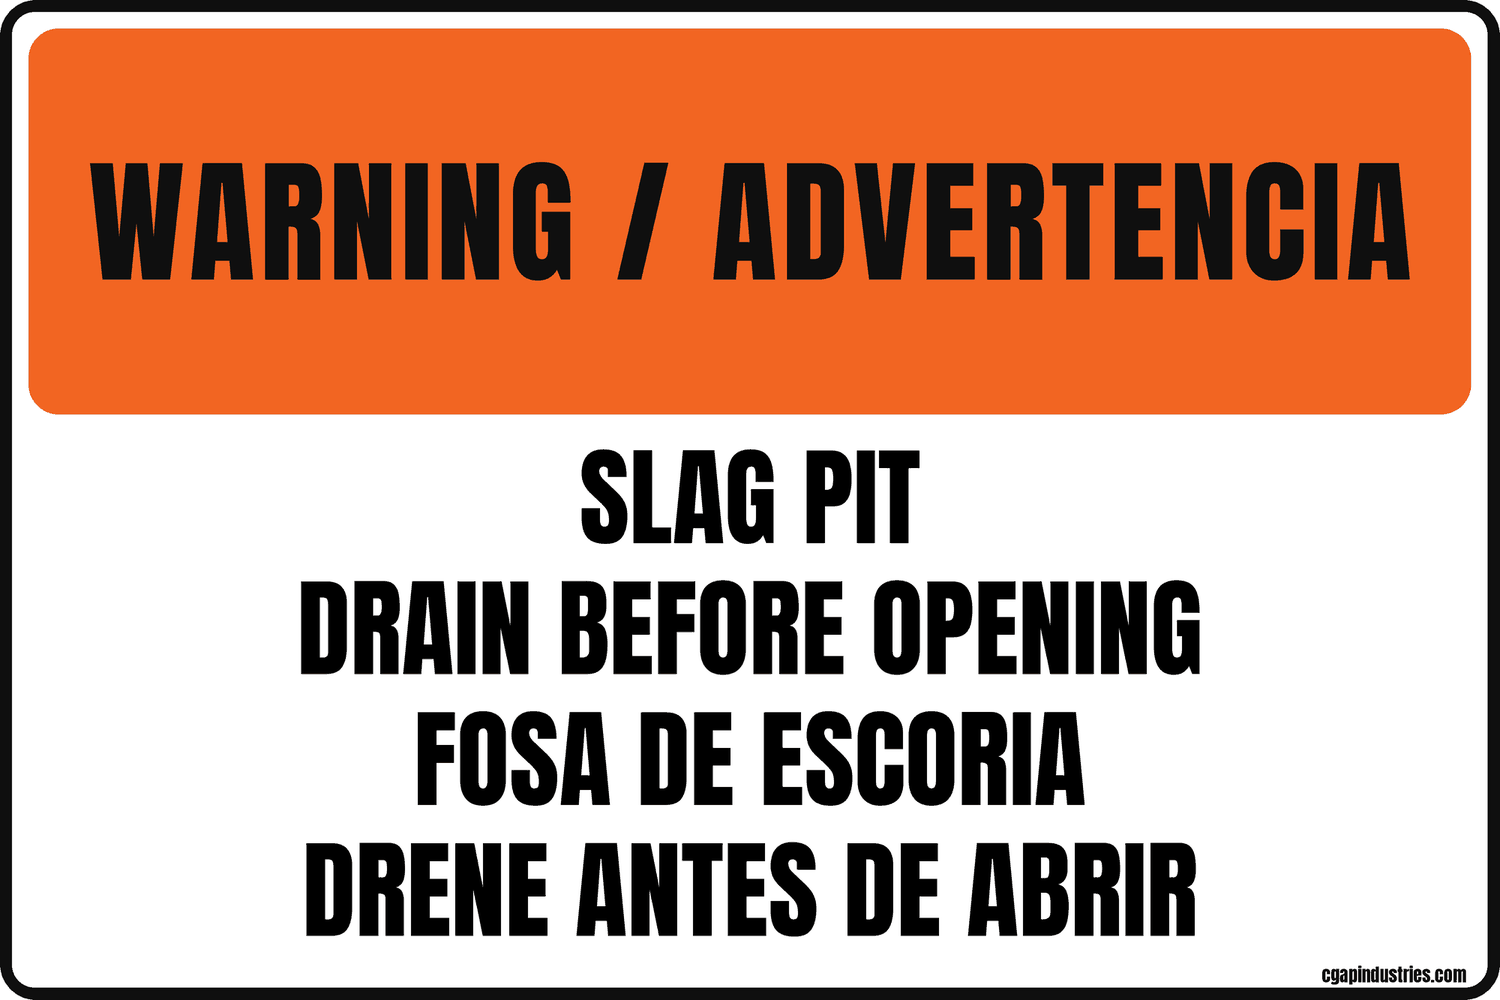 WARNING / ADVERTENCIA
SLAG PIT
DRAIN BEFORE OPENING
FOSA DE ESCORIA
DRENE ANTES DE ABRIR
cgapindustries.com